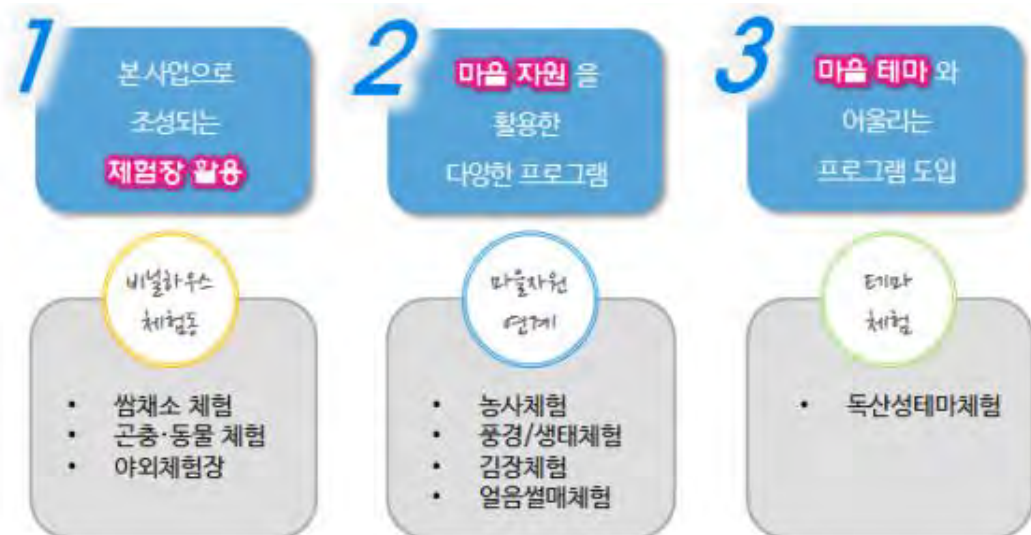 1
본 사업으로
조성되는
체험장 활용
비닐하우스
체험동
• 쌈채소 체험
• 곤충·동물 체험
• 야외체험장
2
마을 자원 을
활용한
다양한 프로그램
마을자원
연계
• 농사체험
• 풍경/생태체험
• 김장체험
• 얼음썰매체험
3
마을 테마 와
어울리는
프로그램 도입
테마
체험
• 독산성테마체험